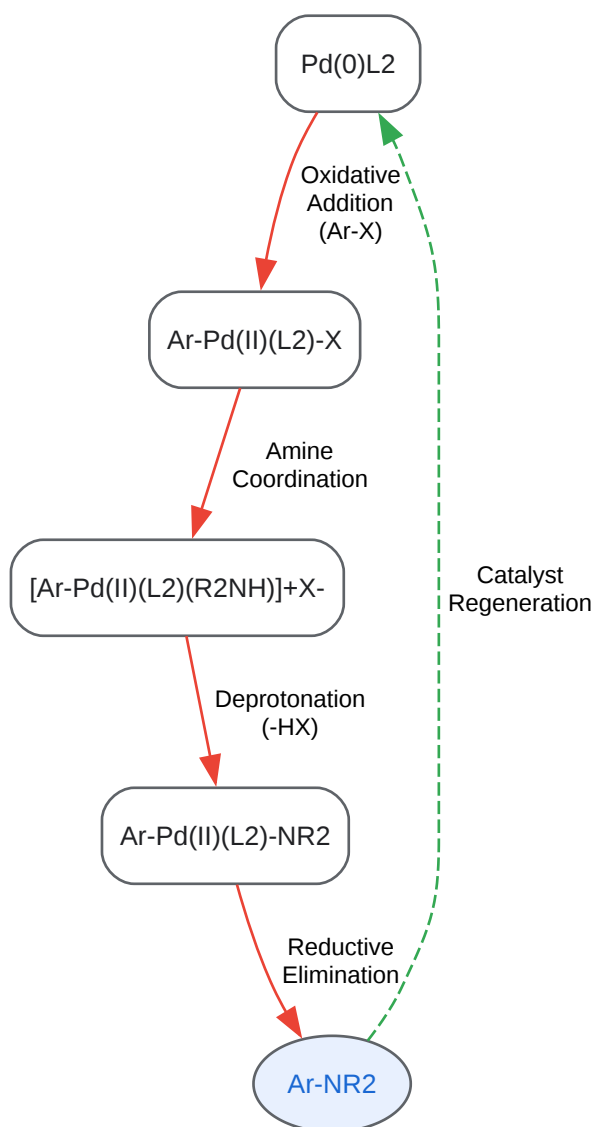 Pd(0)L2
Oxidative
Addition
(Ar-X)
Ar-Pd(II)(L2)-X
Amine
Coordination
[Ar-Pd(II)(L2)(R2NH)]+X-
Catalyst
Regeneration
Deprotonation
(-HX)
Ar-Pd(II)(L2)-NR2
Reductive
Elimination
Ar-NR2